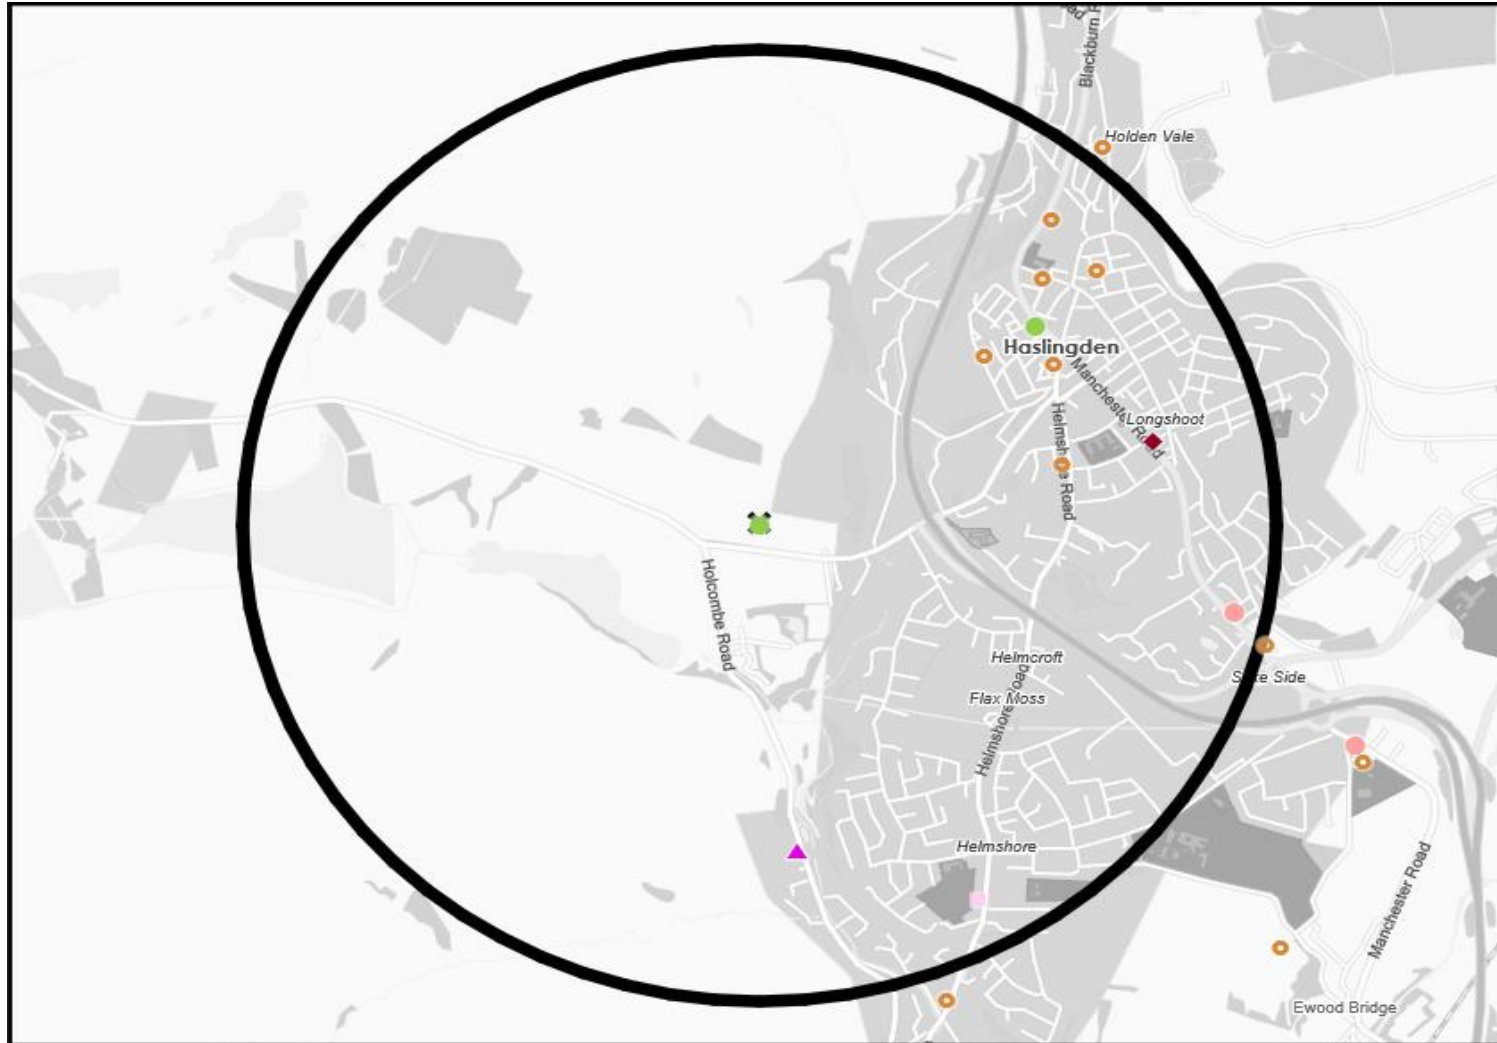 Blackburn R
Holden Vale
Haslingden
Manchester Road
Longshoot
Helmshore Road
Holcombe Road
Helmcroft
Flax Moss
Helmshore Road
Helmshore
Manchester Road
Ewood Bridge